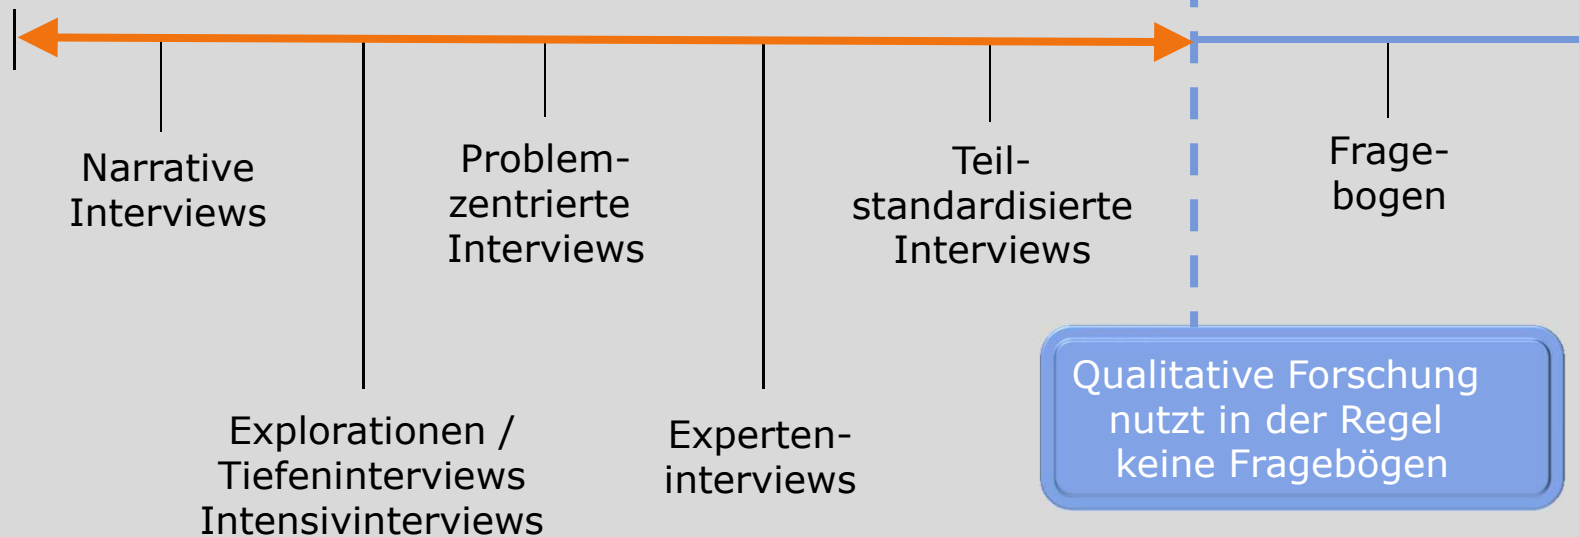 Narrative
Interviews
Problem-
zentrierte
Interviews
Teil-
standardisierte
Interviews
Frage-
bogen
Explorationen /
Tiefeninterviews
Intensivinterviews
Experten-
interviews
Qualitative Forschung
nutzt in der Regel
keine Fragebögen